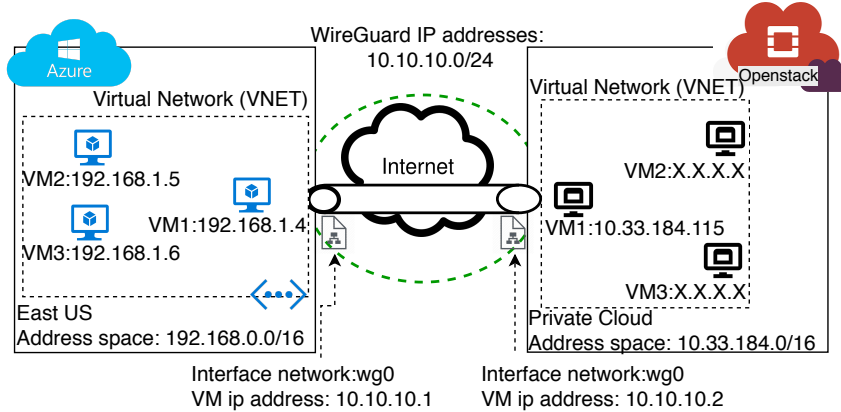 WireGuard IP addresses:
10.10.10.0/24
Azure
Virtual Network (VNET)
VM2:192.168.1.5
VM1:192.168.1.4
VM3:192.168.1.6
East US
Address space: 192.168.0.0/16
Internet
Openstack
Virtual Network (VNET)
VM2:X.X.X.X
VM1:10.33.184.115
VM3:X.X.X.X
Private Cloud
Address space: 10.33.184.0/16
Interface network:wg0
VM ip address: 10.10.10.1
Interface network:wg0
VM ip address: 10.10.10.2